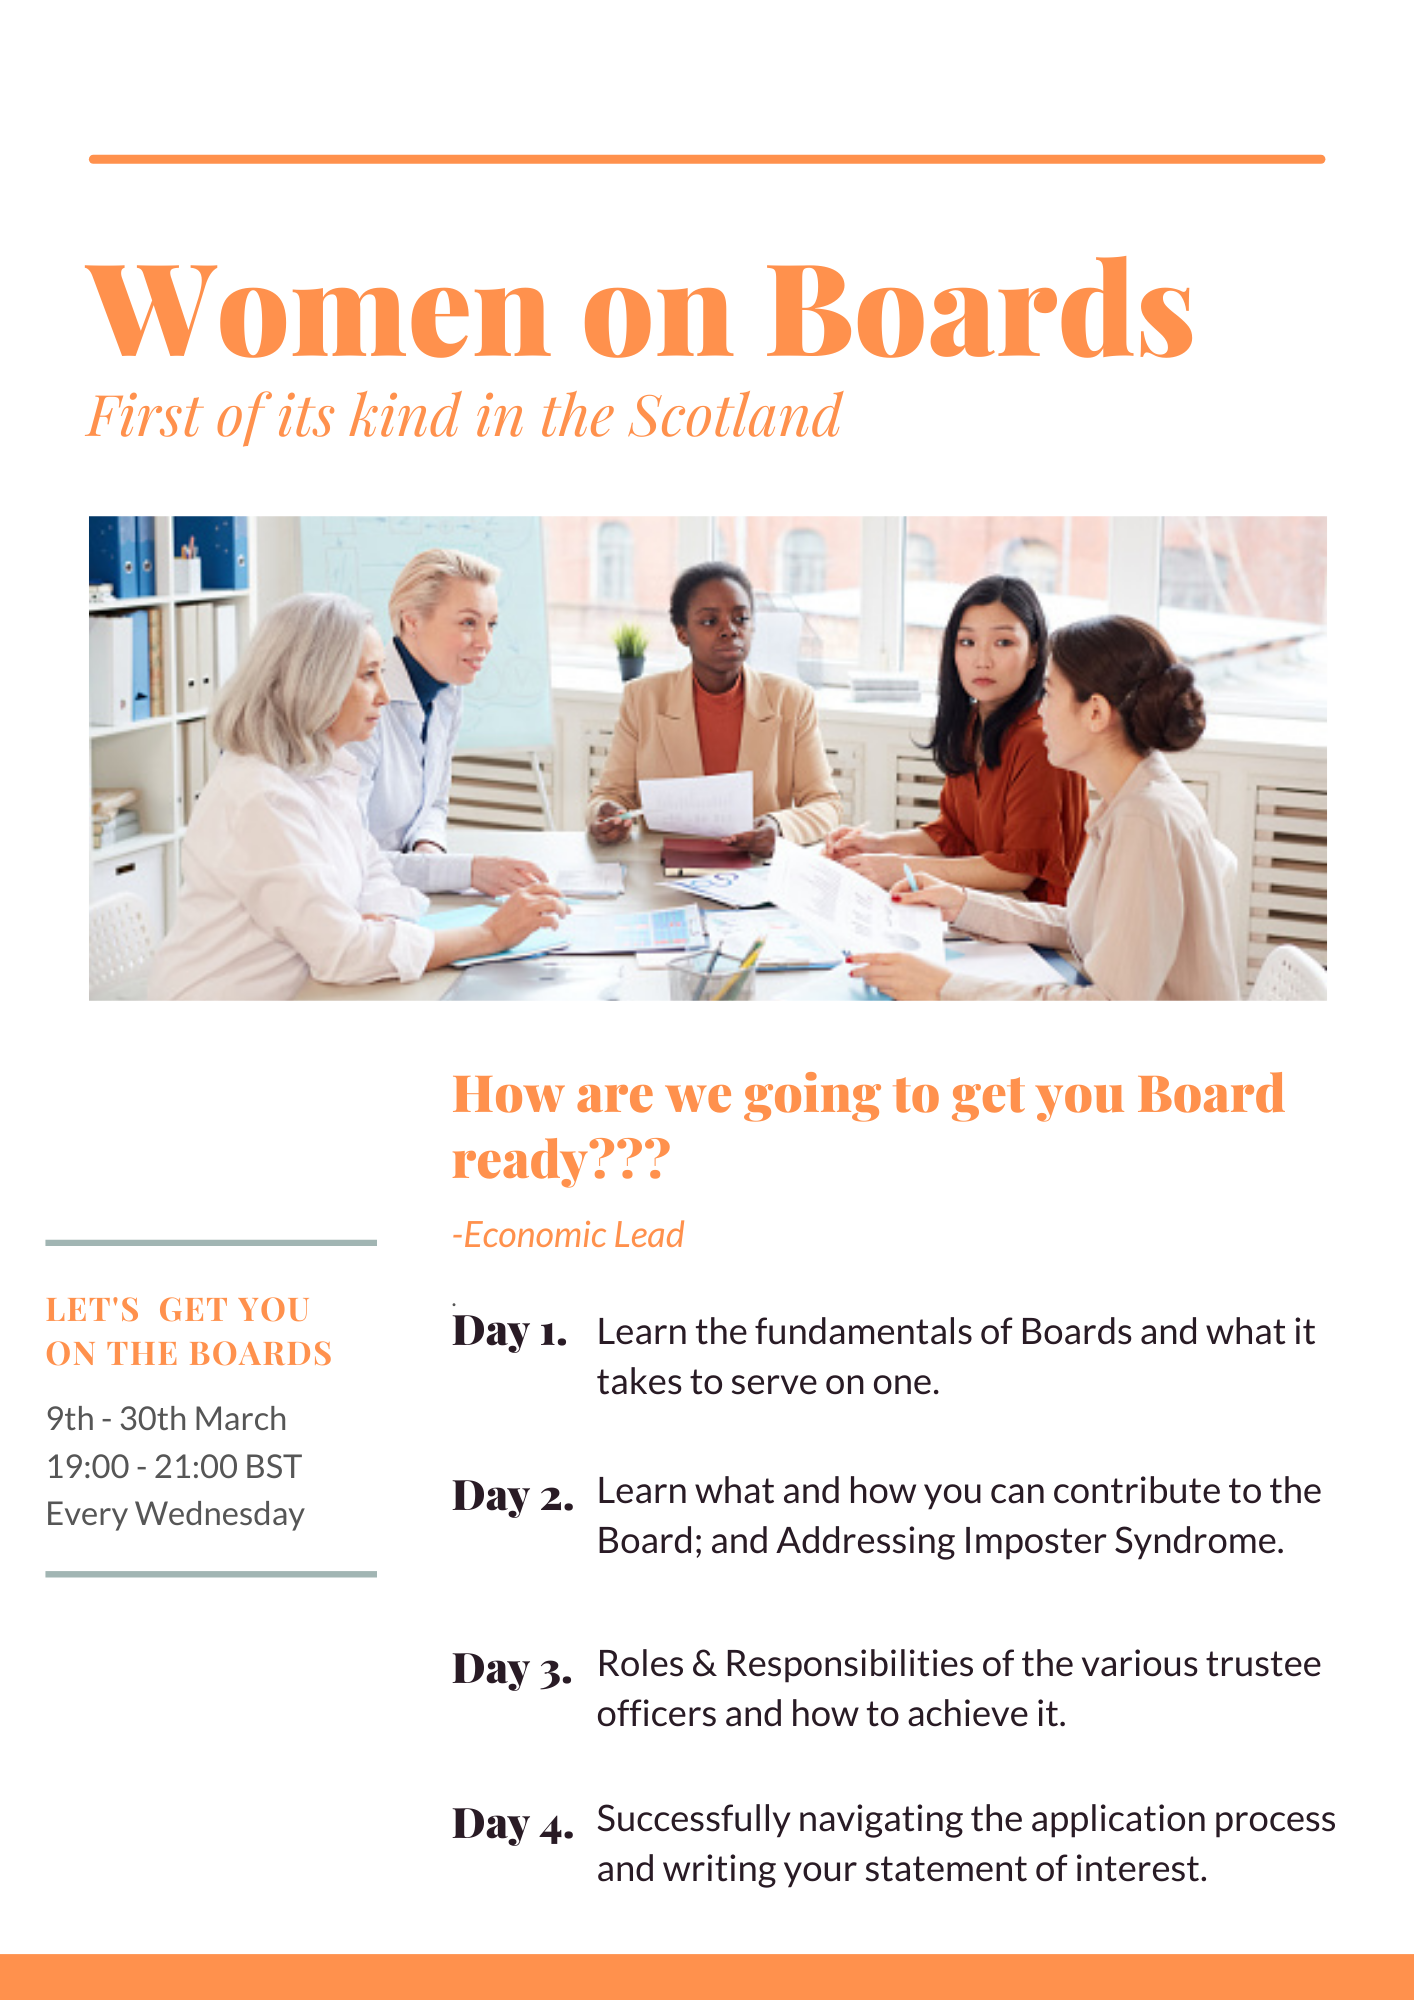 Women on Boards
First of its kind in the Scotland
How are we going to get you Board
ready???
-Economic Lead
LET'S  GET YOU
ON THE BOARDS
9th - 30th March
19:00 - 21:00 BST
Every Wednesday
.
Day 1. Learn the fundamentals of Boards and what it
takes to serve on one.
Day 2. Learn what and how you can contribute to the
Board; and Addressing Imposter Syndrome.
Day 3. Roles & Responsibilities of the various trustee
officers and how to achieve it.
Day 4. Successfully navigating the application process
and writing your statement of interest.